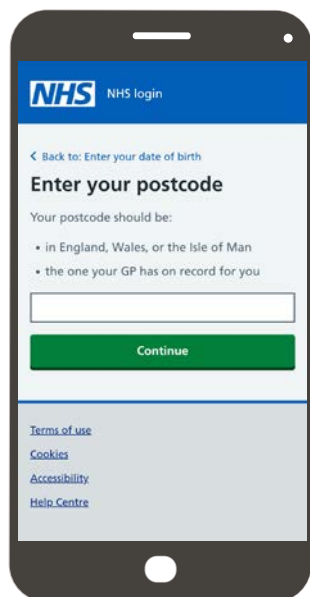 NHS NHS login
Back to: Enter your date of birth
Enter your postcode
Your postcode should be:
• in England, Wales, or the Isle of Man
• the one your GP has on record for you
Continue
Terms of use
Cookies
Accessibility
Help Centre